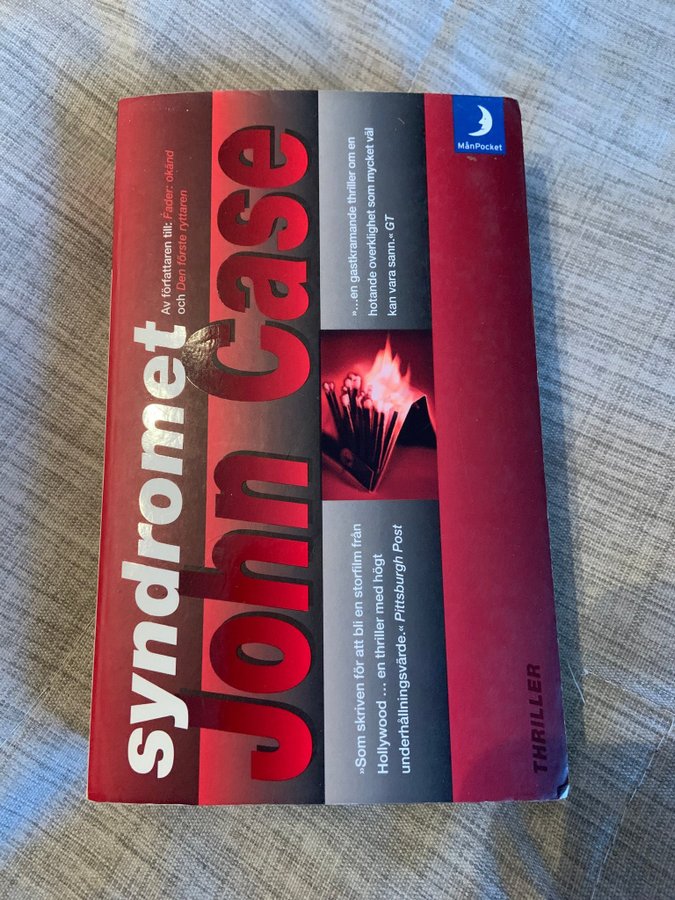 syndromet
Av författaren till: Fader: okänd
och Den förste ryttaren
John Case
»Som skriven för att bli en storfilm från
Hollywood ... en thriller med högt
underhållningsvärde.« Pittsburgh Post
»...en gastkramande thriller om en
hotande overklighet som mycket väl
kan vara sann.« GT
MånPocket
THRILLER